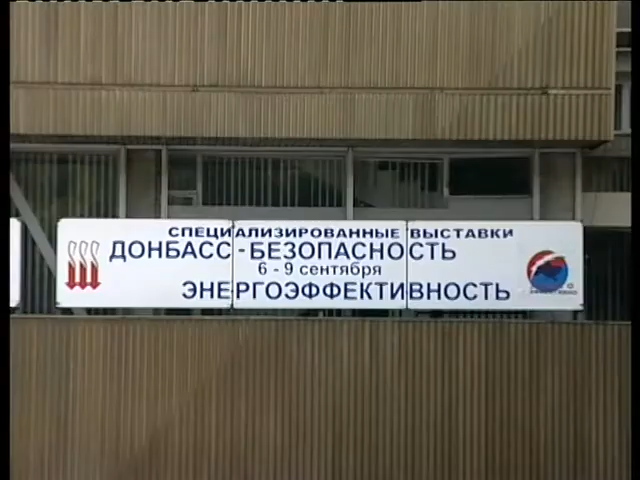 СПЕЦИАЛИЗИРОВАННЫЕ ВЫСТАВКИ
ДОНБАСС-БЕЗОПАСНОСТЬ
6 - 9 сентября
ЭНЕРГОЭФФЕКТИВНОСТЬ